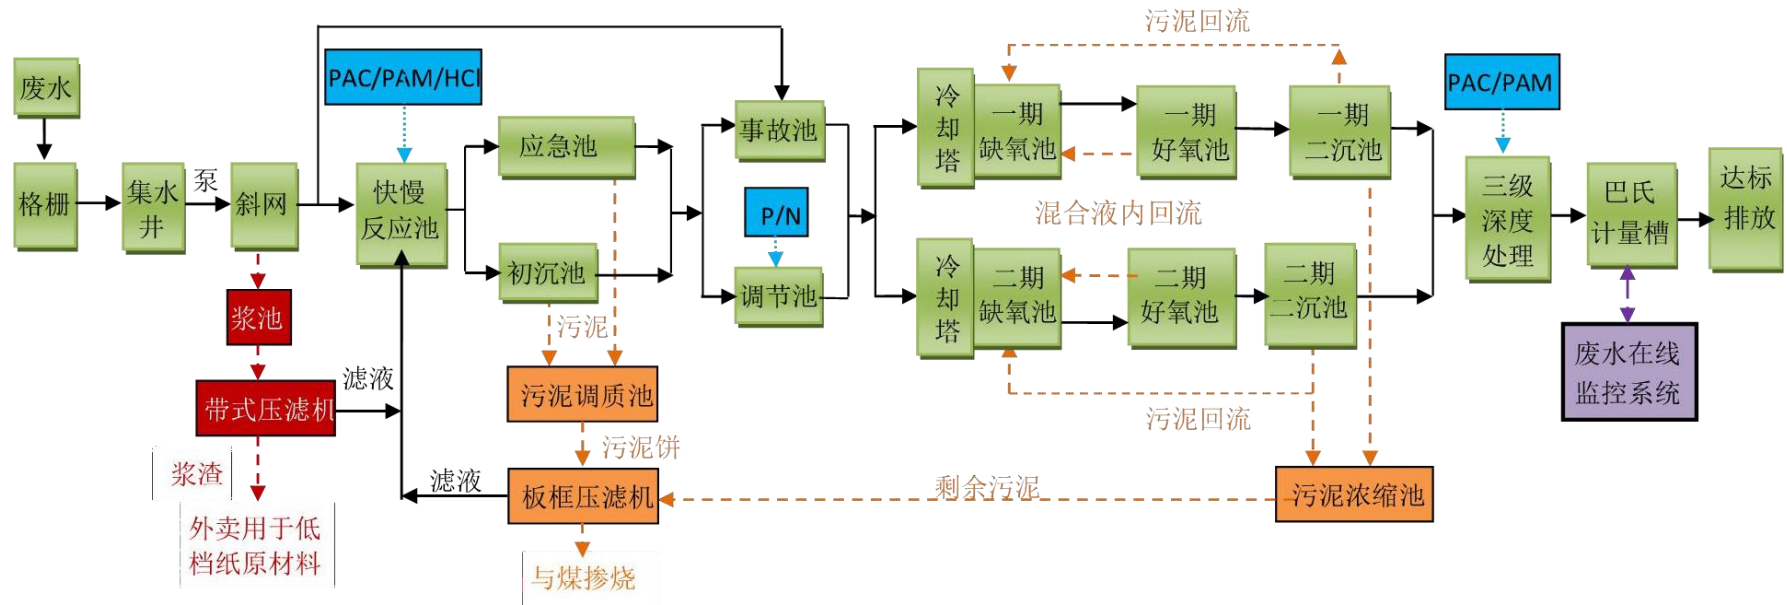 污泥回流
废水
PAC/PAM/HCl
PAC/PAM
冷却塔
一期
缺氧池
一期
好氧池
一期
二沉池
事故池
应急池
格栅
集水
井
泵
斜网
快慢
反应池
P/N
混合液内回流
三级
深度
处理
巴氏
计量槽
达标
排放
初沉池
调节池
冷却塔
二期
缺氧池
二期
好氧池
二期
二沉池
浆池
污泥
滤液
带式压滤机
污泥调质池
污泥回流
废水在线
监控系统
污泥饼
浆渣
滤液
板框压滤机
剩余污泥
污泥浓缩池
外卖用于低
档纸原材料
与煤掺烧